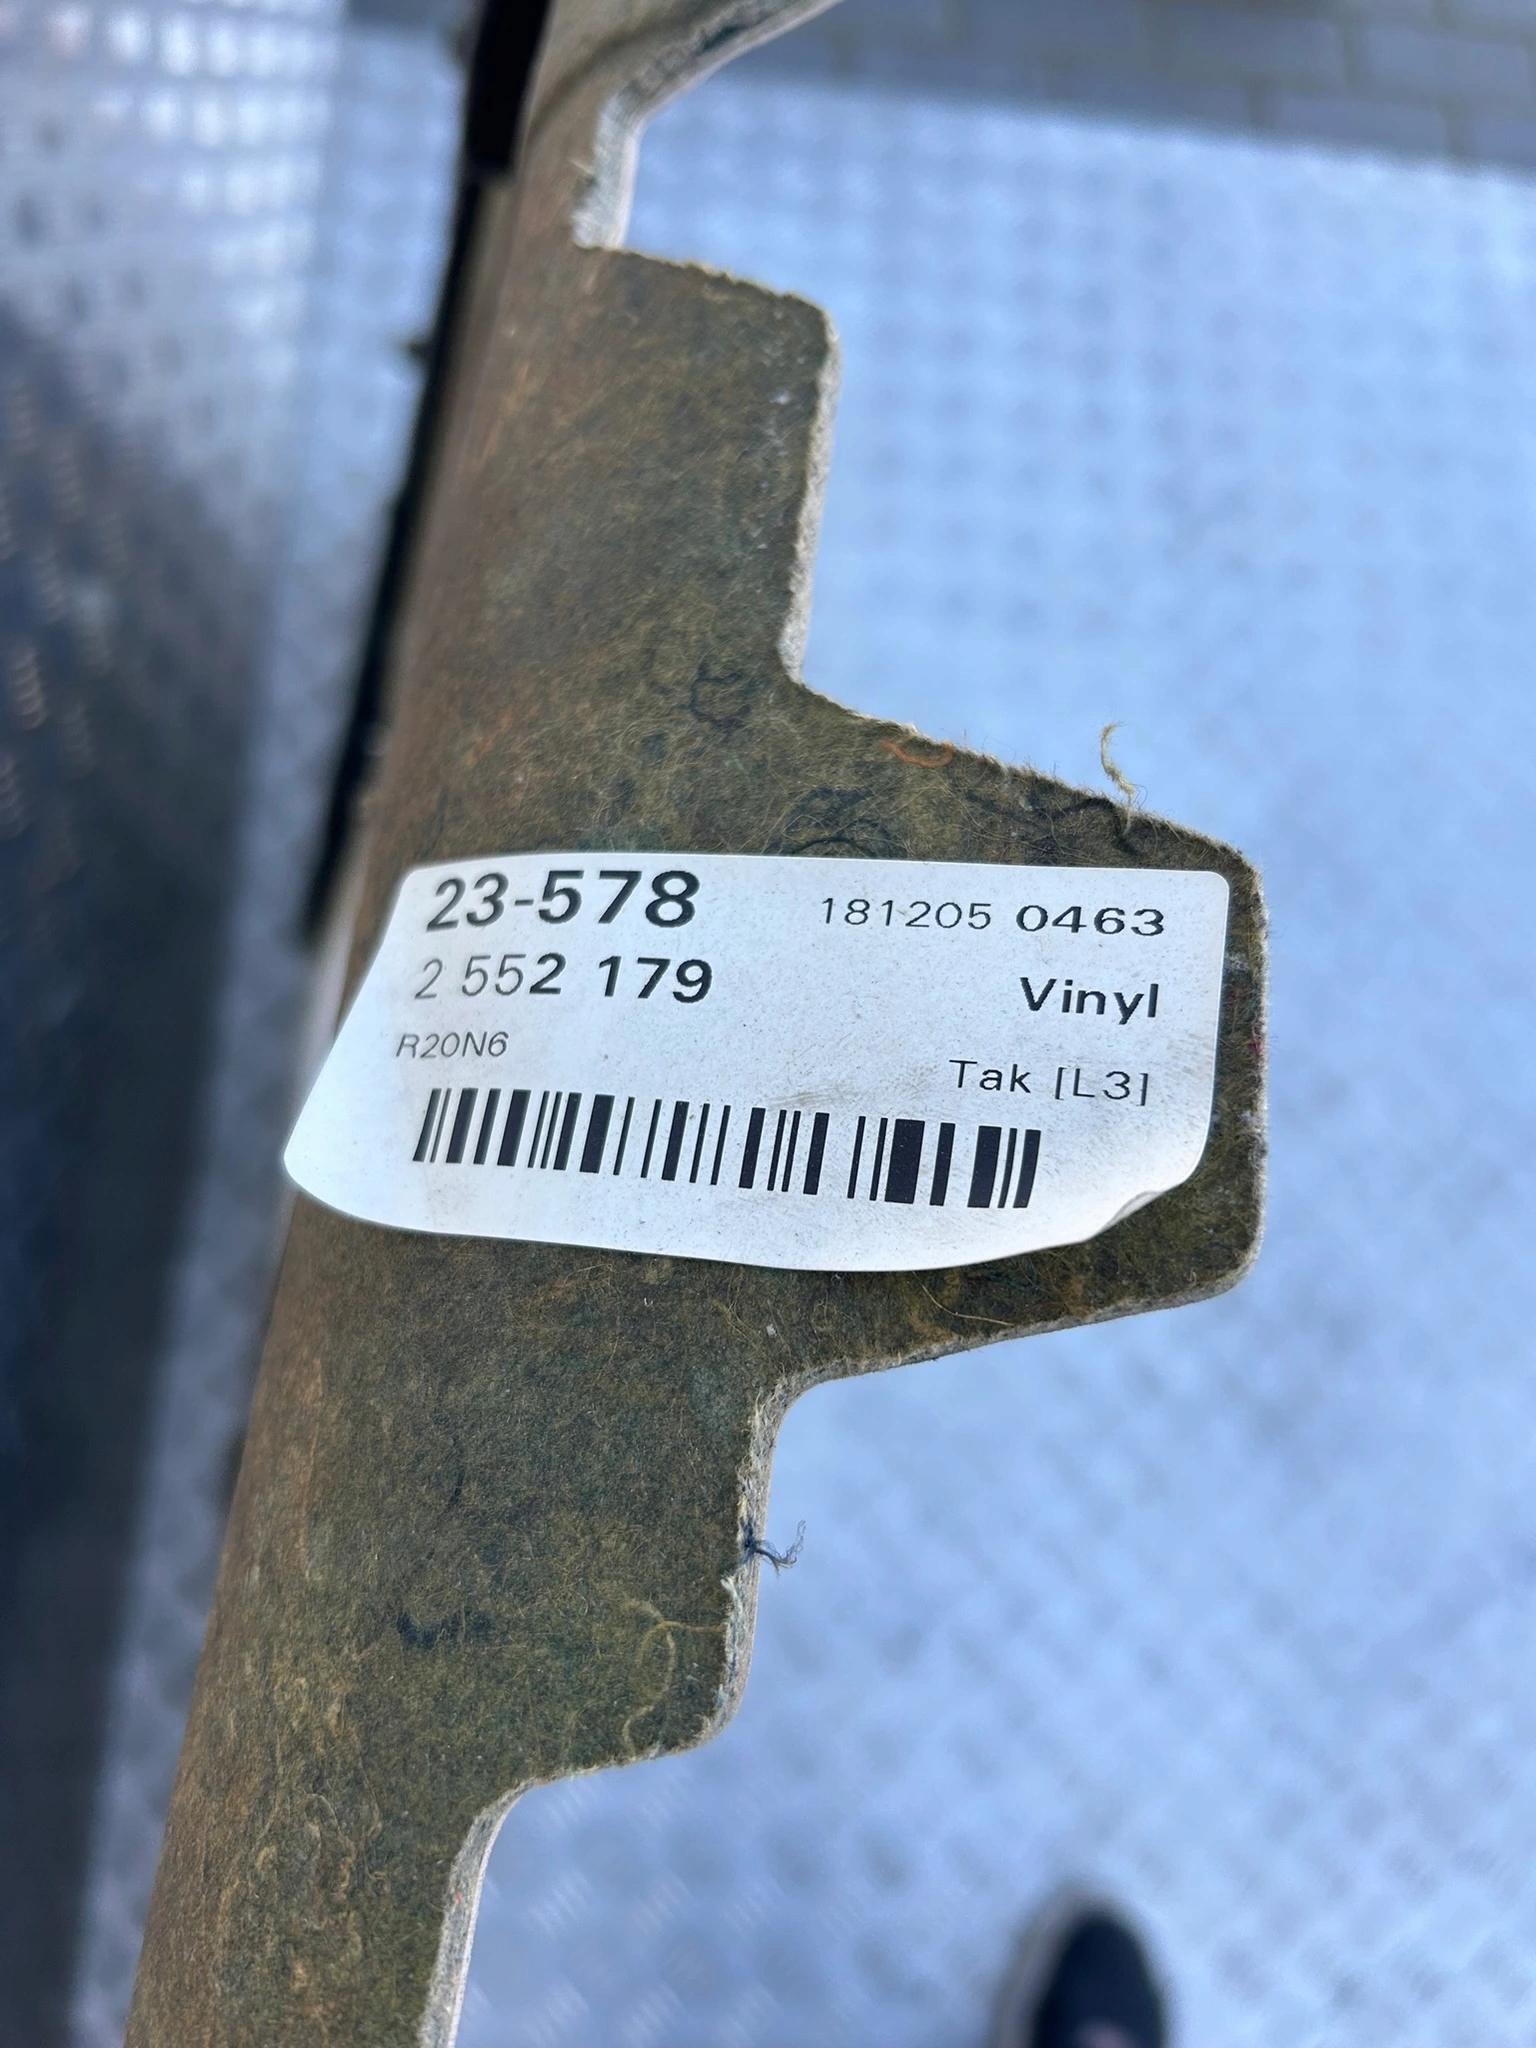 23-578 181205 0463
2 552 179 Vinyl
R20N6
Tak [L3]